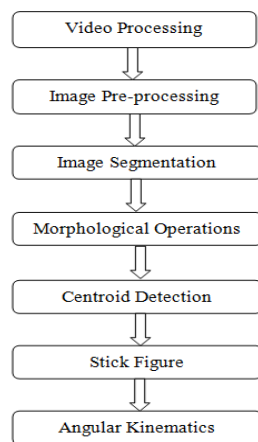 Video Processing
Image Pre-processing
Image Segmentation
Morphological Operations
Centroid Detection
Stick Figure
Angular Kinematics